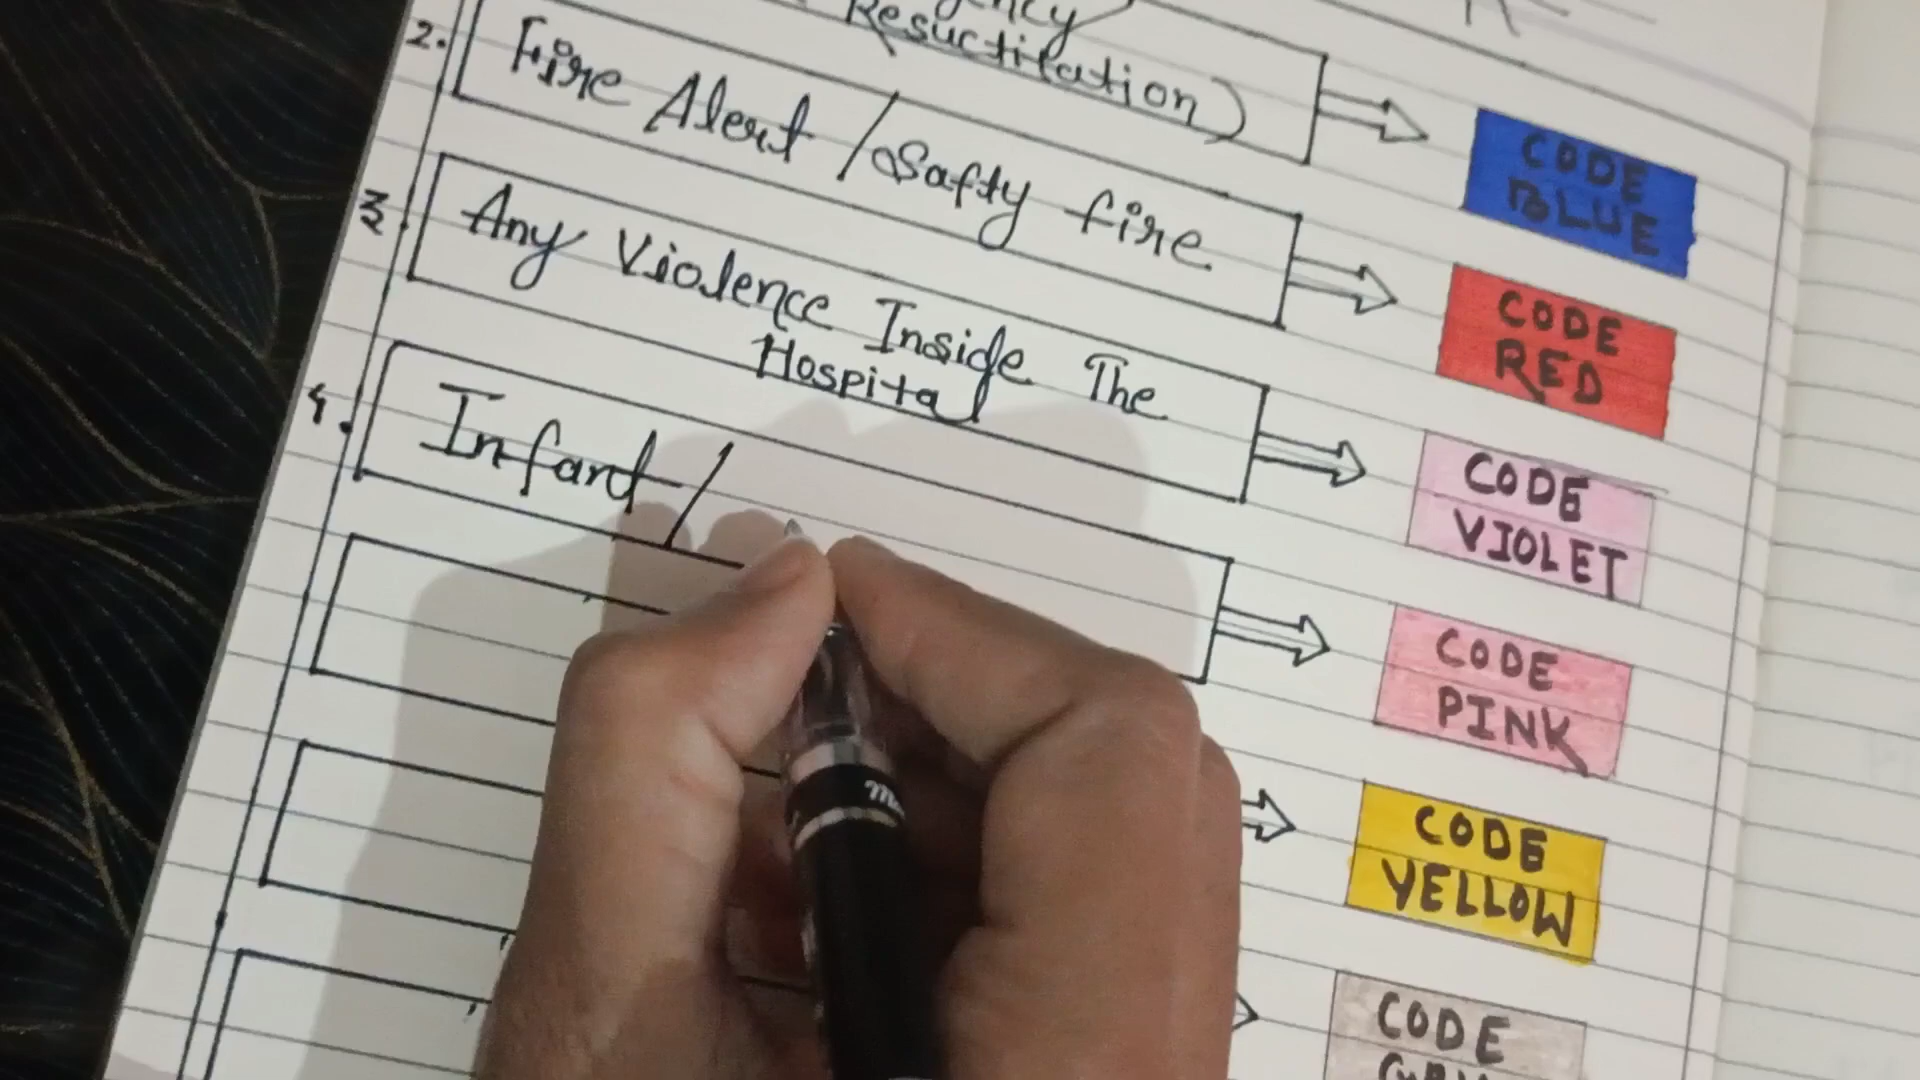 Resuctilation)
CODE
BLUE
2. Fire Alert / Safty fire
CODE
RED
3. Any Violence Inside The
Hospital
CODE
VIOLET
4. Infant /
CODE
PINK
CODE
YELLOW
CODE